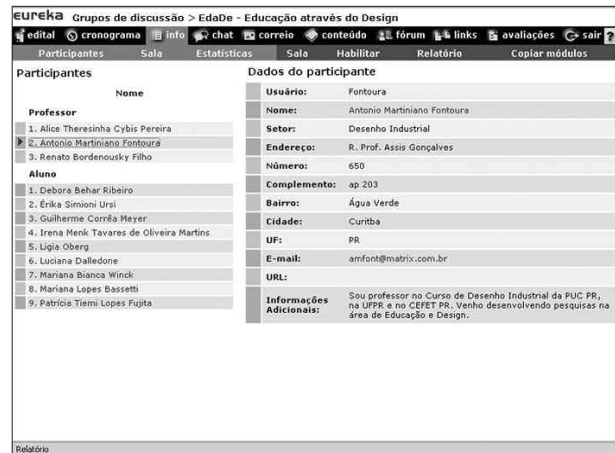 eureka Grupos de discussão > EdaDe - Educação através do Design
edital cronograma info chat correio conteúdo fórum links avaliações sair ?
Participantes Sala Estatísticas Sala Habilitar Relatório Copiar módulos
Participantes
Nome
Professor
1. Alice Theresinha Cybis Pereira
2. Antonio Martiniano Fontoura
3. Renato Bordenousky Filho
Aluno
1. Debora Behar Ribeiro
2. Érika Simioni Ursi
3. Guilherme Corrêa Meyer
4. Irena Menk Tavares de Oliveira Martins
5. Ligia Oberg
6. Luciana Dalledone
7. Mariana Bianca Winck
8. Mariana Lopes Bassetti
9. Patrícia Tiemi Lopes Fujita
Dados do participante
Usuário: Fontoura
Nome: Antonio Martiniano Fontoura
Setor: Desenho Industrial
Endereço: R. Prof. Assis Gonçalves
Número: 650
Complemento: ap 203
Bairro: Água Verde
Cidade: Curitba
UF: PR
E-mail: amfont@matrix.com.br
URL:
Informações Adicionais: Sou professor no Curso de Desenho Industrial da PUC PR,
na UFPR e no CEFET PR. Venho desenvolvendo pesquisas na
área de Educação e Design.
Relatório